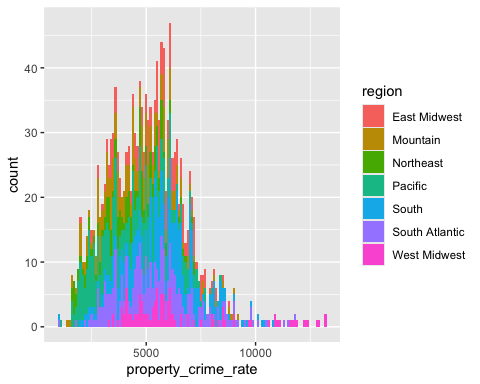 40
30
20
10
0
count
5000
10000
property_crime_rate
region
East Midwest
Mountain
Northeast
Pacific
South
South Atlantic
West Midwest